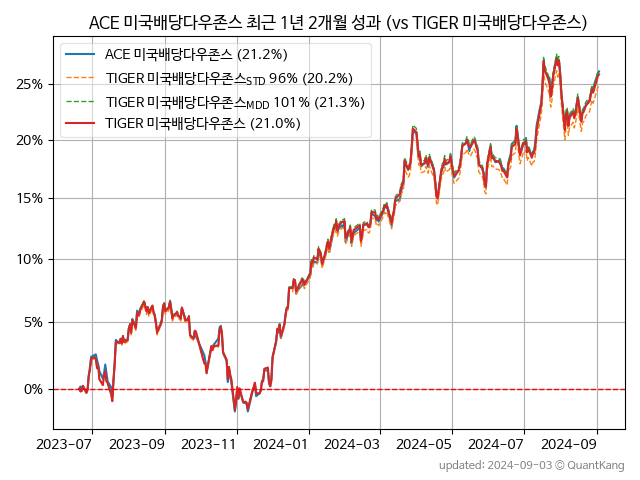 ACE 미국배당다우존스 최근 1년 2개월 성과 (vs TIGER 미국배당다우존스)
ACE 미국배당다우존스 (21.2%)
TIGER 미국배당다우존스STD 96% (20.2%)
TIGER 미국배당다우존스MDD 101% (21.3%)
TIGER 미국배당다우존스 (21.0%)
25%
20%
15%
10%
5%
0%
2023-07 2023-09 2023-11 2024-01 2024-03 2024-05 2024-07 2024-09
updated: 2024-09-03 © QuantKang